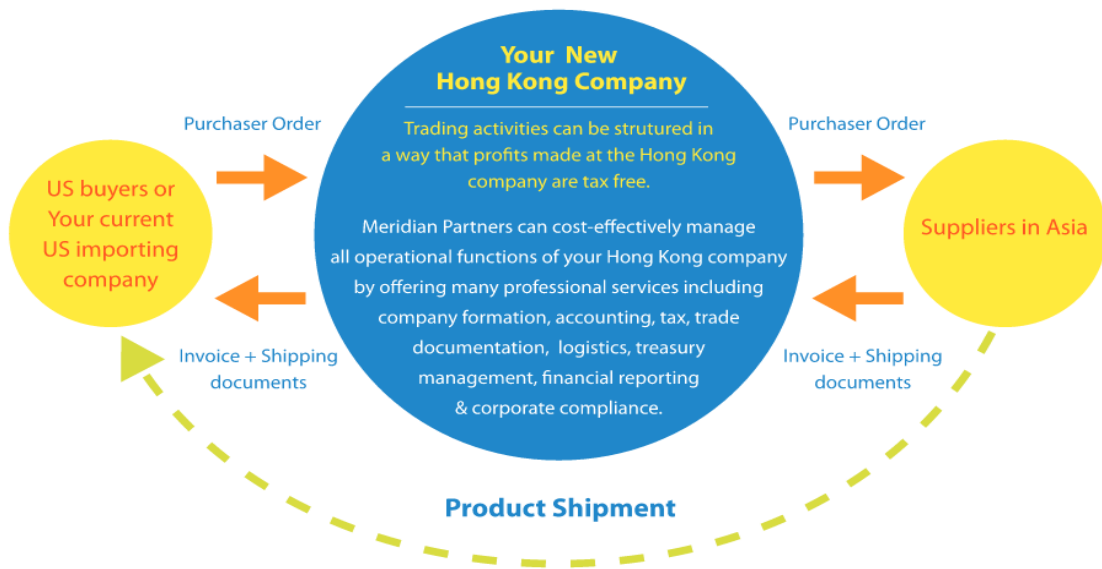 Your New
Hong Kong Company
Trading activities can be strutured in
a way that profits made at the Hong Kong
company are tax free.
Meridian Partners can cost-effectively manage
all operational functions of your Hong Kong company
by offering many professional services including
company formation, accounting, tax, trade
documentation, logistics, treasury
management, financial reporting
& corporate compliance.
Purchaser Order
US buyers or
Your current
US importing
company
Invoice + Shipping
documents
Purchaser Order
Suppliers in Asia
Invoice + Shipping
documents
Product Shipment